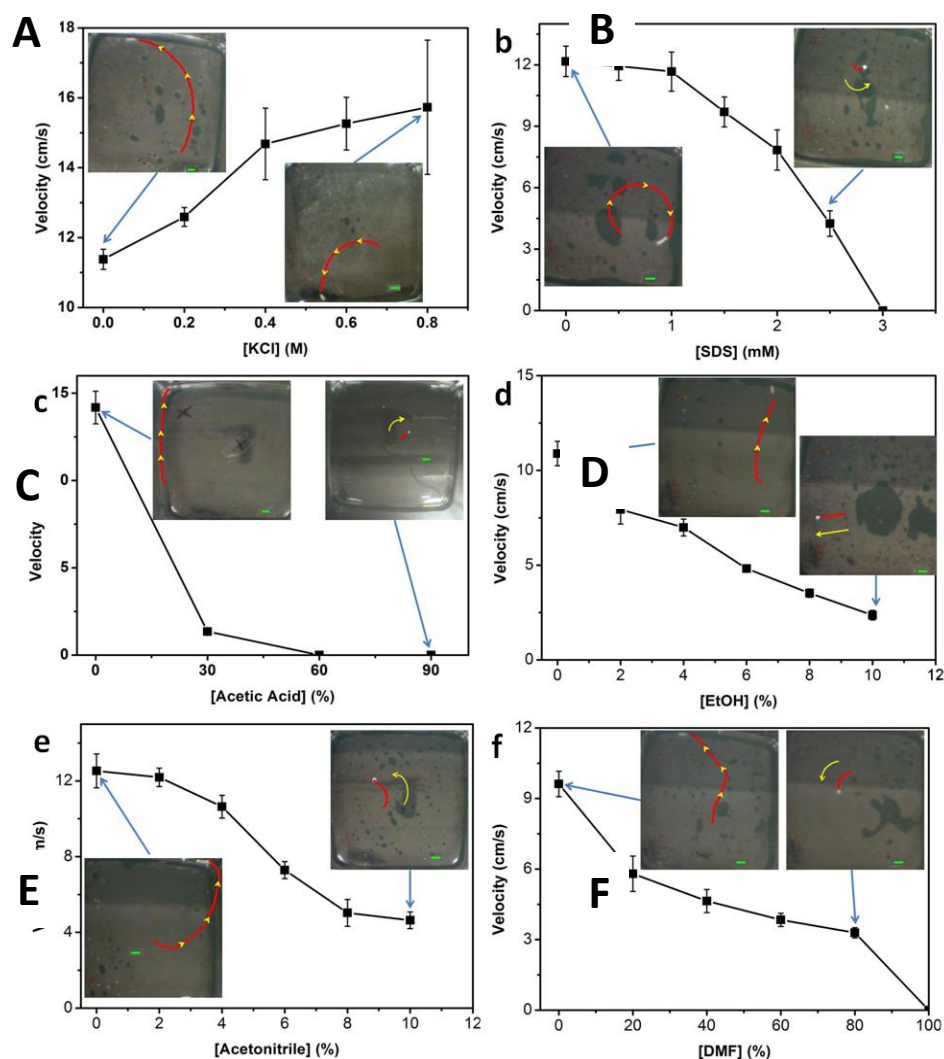 A
Velocity (cm/s)
18
16
14
12
10
0.0 0.2 0.4 0.6 0.8
[KCl] (M)
b
B
Velocity (cm/s)
12
8
4
0
0 1 2 3
[SDS] (mM)
c
C
Velocity
15
0
5
0
0 30 60 90
[Acetic Acid] (%)
d
D
Velocity (cm/s)
15
10
5
0
0 2 4 6 8 10 12
[EtOH] (%)
e
E
/s)
12
8
4
0
0 2 4 6 8 10 12
[Acetonitrile] (%)
f
F
Velocity (cm/s)
12
9
6
3
0
0 20 40 60 80 100
[DMF] (%)